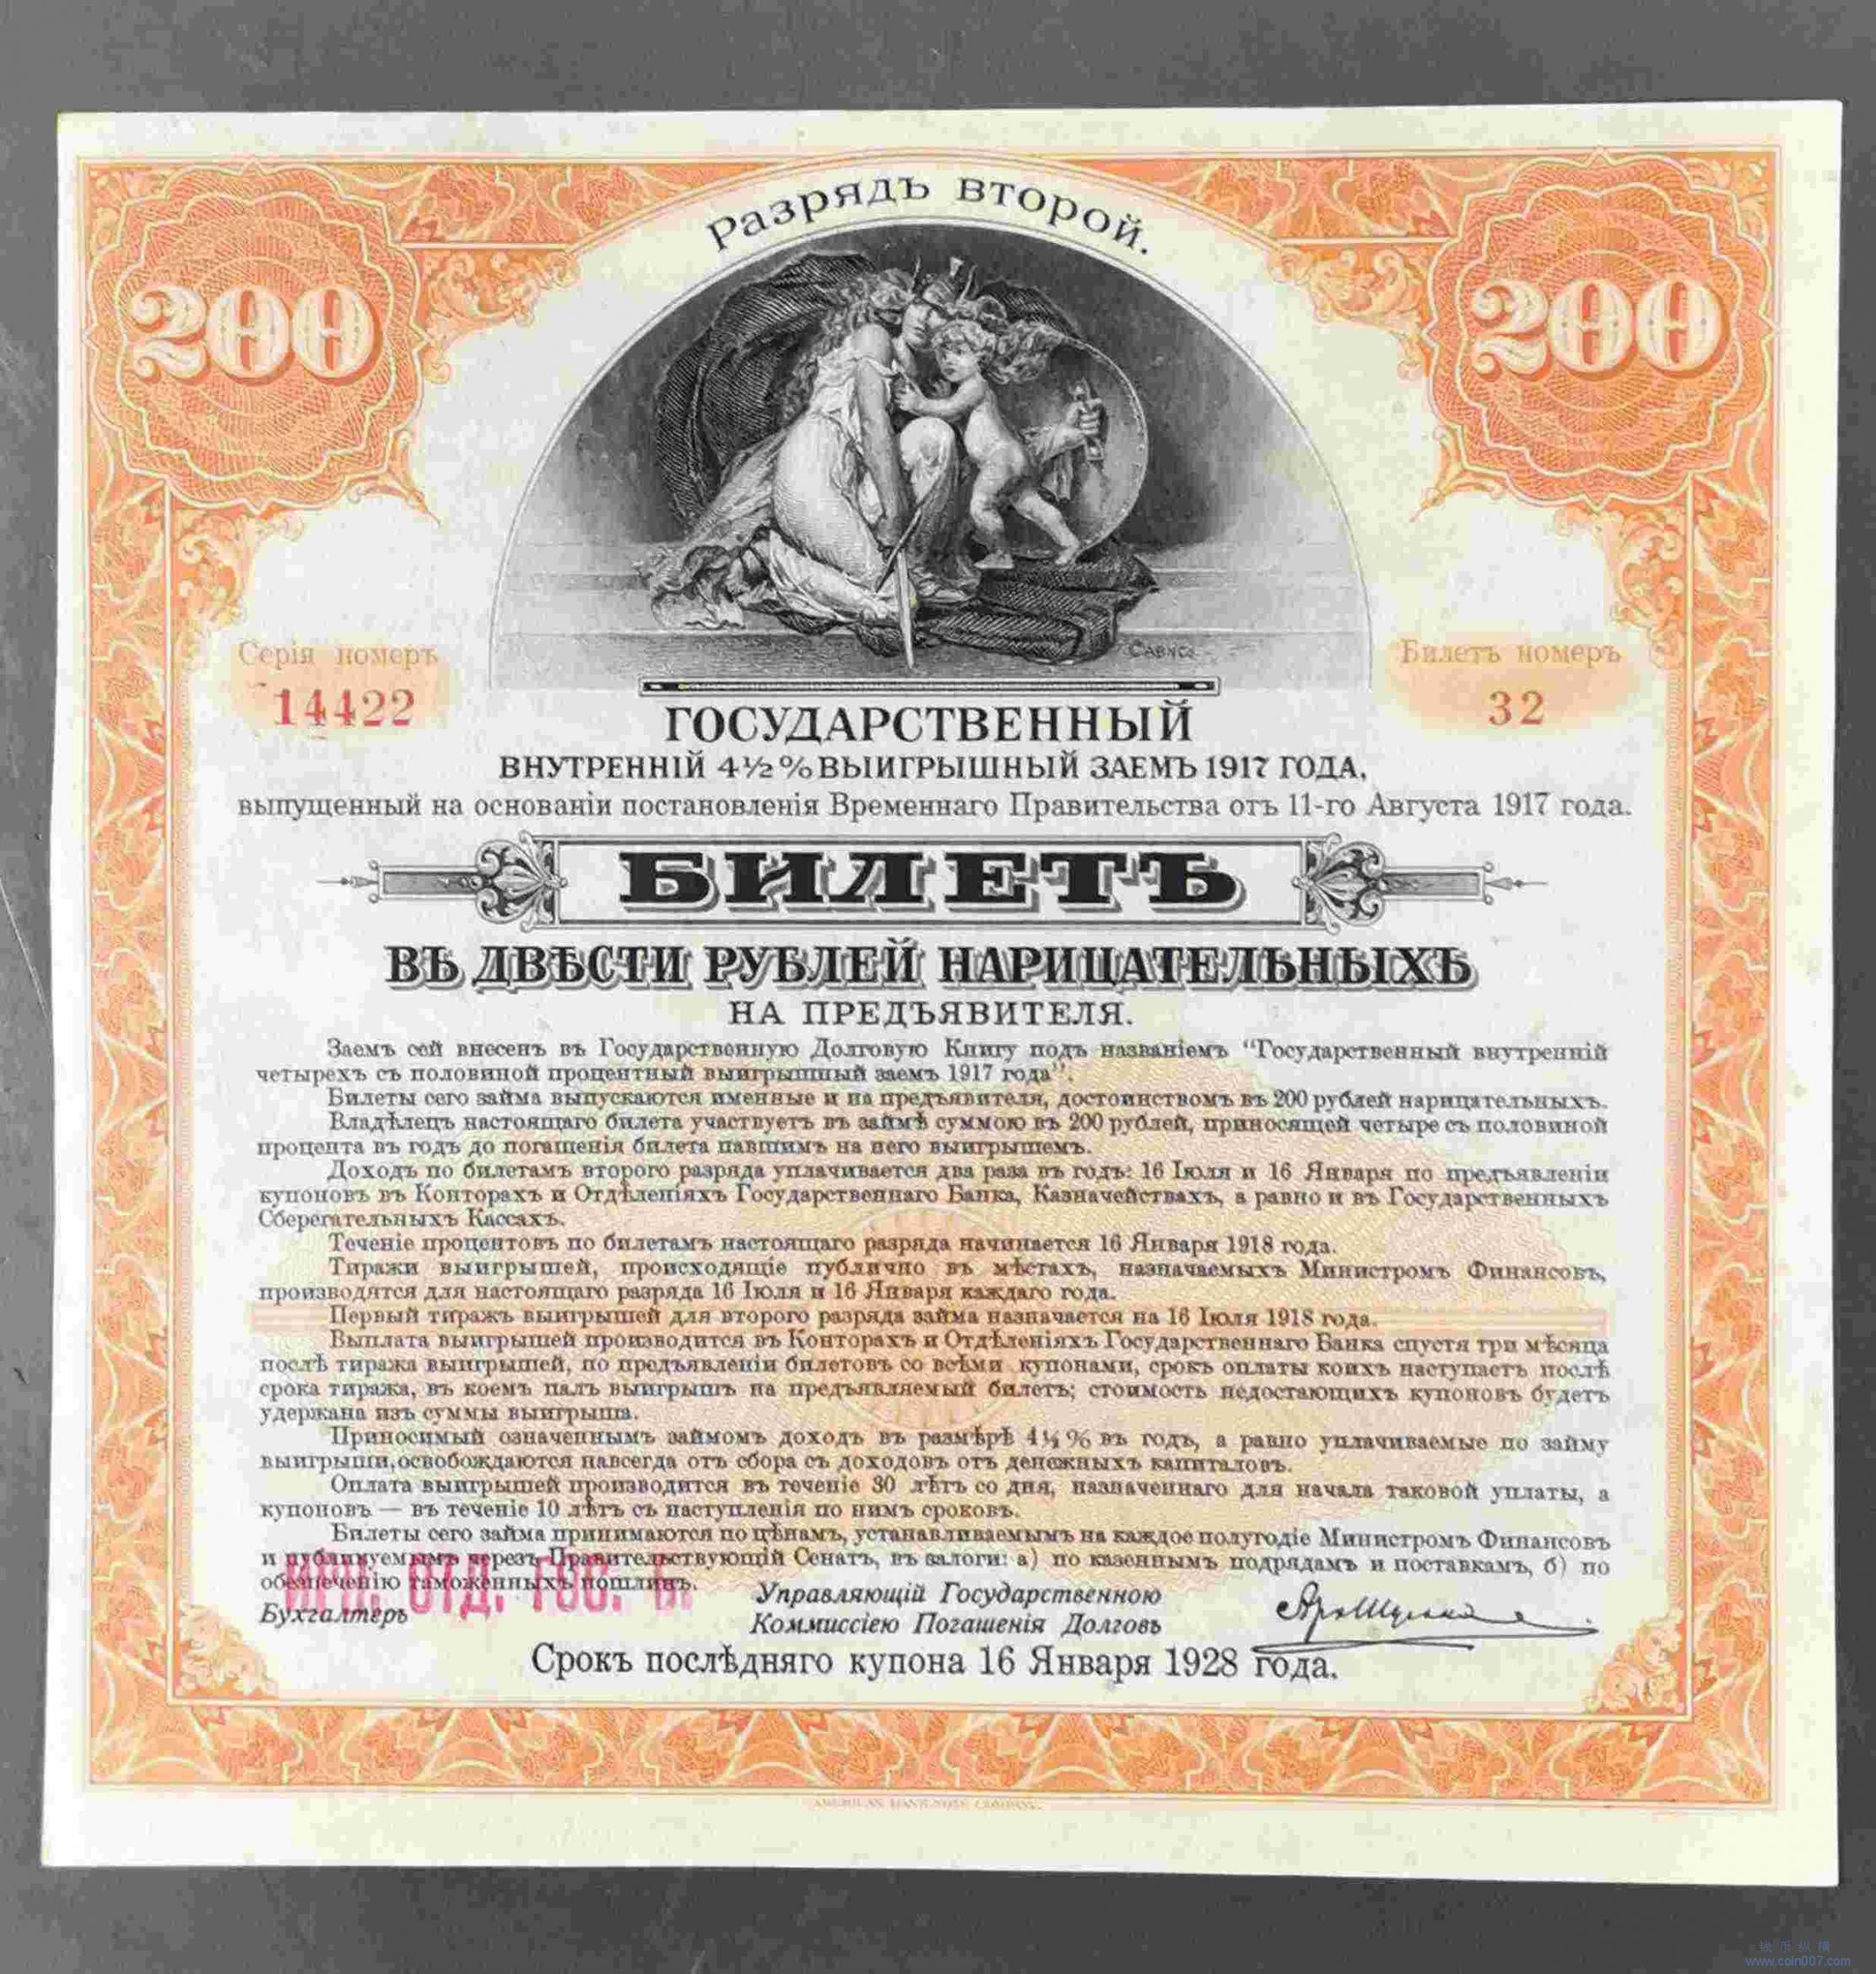 Разрядъ второй.
200
200
Серія номеръ
14422
Билетъ номеръ
32
ГОСУДАРСТВЕННЫЙ
ВНУТРЕННІЙ 4½% ВЫИГРЫШНЫЙ ЗАЕМЪ 1917 ГОДА,
выпущенный на основаніи постановленія Временнаго Правительства отъ 11-го Августа 1917 года.
БИЛЕТЪ
ВЪ ДВѢСТИ РУБЛЕЙ НАРИЦАТЕЛЬНЫХЪ
НА ПРЕДЪЯВИТЕЛЯ.
Заемъ сей внесенъ въ Государственную Долговую Книгу подъ названіемъ "Государственный внутренній
четырехъ съ половиной процентный выигрышный заемъ 1917 года".
Билеты сего займа выпускаются именные и на предъявителя, достоинствомъ въ 200 рублей нарицательныхъ.
Владѣлецъ настоящаго билета участвуетъ въ займѣ суммою въ 200 рублей, приносящей четыре съ половиной
процента въ годъ до погашенія билета павшимъ на него выигрышемъ.
Доходъ по билетамъ второго разряда уплачивается два раза въ годъ: 16 Іюля и 16 Января по предъявленіи
купоновъ въ Конторахъ и Отдѣленіяхъ Государственнаго Банка, Казначействахъ, а равно и въ Государственныхъ
Сберегательныхъ Кассахъ.
Теченіе процентовъ по билетамъ настоящаго разряда начинается 16 Января 1918 года.
Тиражи выигрышей, происходящіе публично въ мѣстахъ, назначаемыхъ Министромъ Финансовъ,
производятся для настоящаго разряда 16 Іюля и 16 Января каждаго года.
Первый тиражъ выигрышей для второго разряда займа назначается на 16 Іюля 1918 года.
Выплата выигрышей производится въ Конторахъ и Отдѣленіяхъ Государственнаго Банка спустя три мѣсяца
послѣ тиража выигрышей, по предъявленіи билетовъ со всѣми купонами, срокъ оплаты коихъ наступаетъ послѣ
срока тиража, въ коемъ палъ выигрышъ на предъявляемый билетъ; стоимость недостающихъ купоновъ будетъ
удержана изъ суммы выигрыша.
Приносимый означеннымъ займомъ доходъ въ размѣрѣ 4½% въ годъ, а равно уплачиваемые по займу
выигрыши, освобождаются навсегда отъ сбора съ доходовъ отъ денежныхъ капиталовъ.
Оплата выигрышей производится въ теченіе 30 лѣтъ со дня, назначеннаго для начала таковой уплаты, а
купоновъ — въ теченіе 10 лѣтъ съ наступленія по нимъ сроковъ.
Билеты сего займа принимаются по цѣнамъ, устанавливаемымъ на каждое полугодіе Министромъ Финансовъ
и публикуемымъ черезъ Правительствующій Сенатъ, въ залоги: а) по казеннымъ подрядамъ и поставкамъ, б) по
обезпеченію таможенныхъ пошлинъ.
ИРК. ОТД. ГОС. Б.
Бухгалтеръ
Управляющій Государственною
Коммиссіею Погашенія Долговъ
Срокъ послѣдняго купона 16 Января 1928 года.
AMERICAN BANK NOTE COMPANY.
www.coin007.com